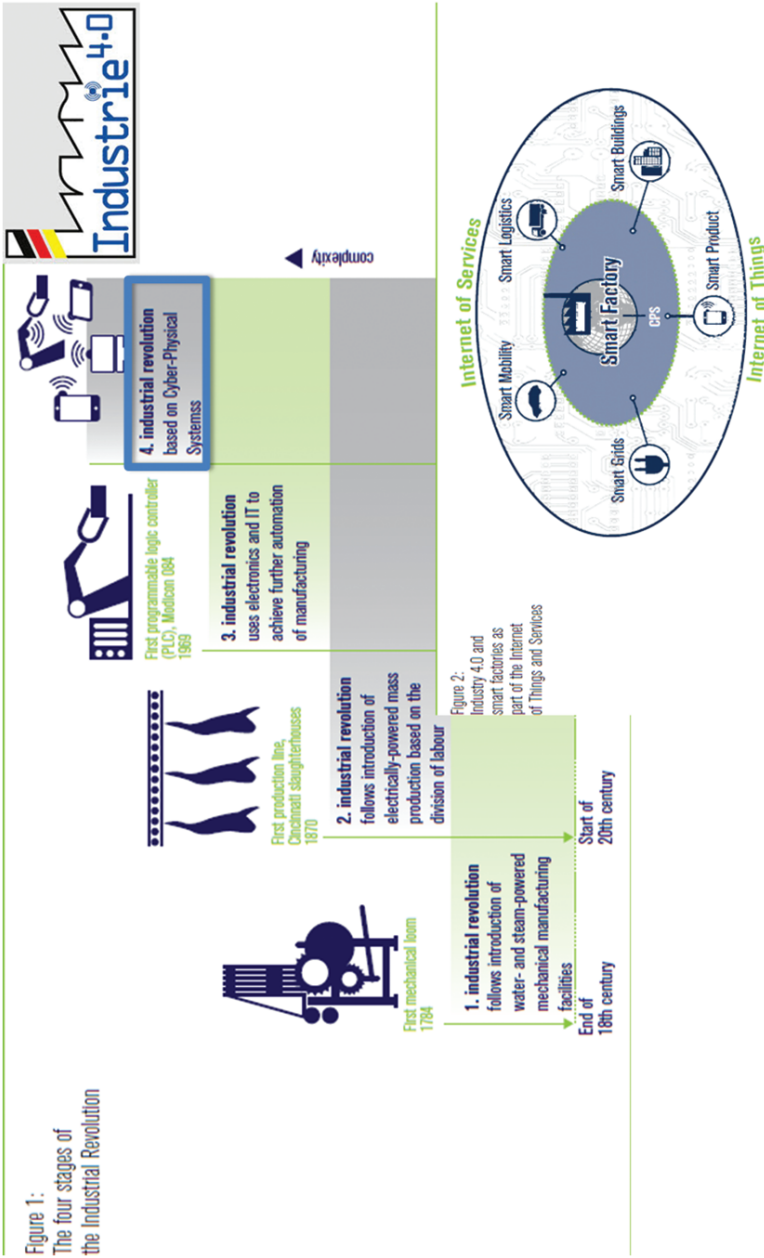 Figure 1:
The four stages of
the Industrial Revolution
Industrie 4.0
First mechanical loom
1784
1. industrial revolution
follows introduction of
water- and steam-powered
mechanical manufacturing
facilities
End of
18th century
First production line,
Cincinnati slaughterhouses
1870
2. industrial revolution
follows introduction of
electrically-powered mass
production based on the
division of labour
Start of
20th century
First programmable logic controller
(PLC), Modicon 084
1969
3. industrial revolution
uses electronics and IT to
achieve further automation
of manufacturing
4. industrial revolution
based on Cyber-Physical
Systemss
complexity
Figure 2:
Industry 4.0 and
smart factories as
part of the Internet
of Things and Services
Internet of Services
Smart Mobility
Smart Logistics
Smart Grids
Smart Factory
Smart Buildings
CPS
Smart Product
Internet of Things